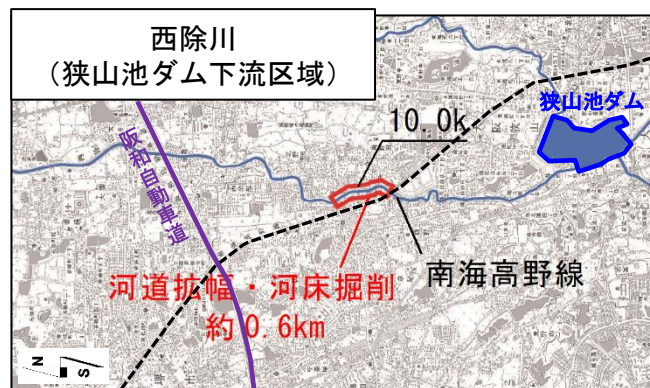 西除川
（狭山池ダム下流区域）
狭山池ダム
10.0k
阪和自動車道
南海高野線
河道拡幅・河床掘削
約0.6km
N
S